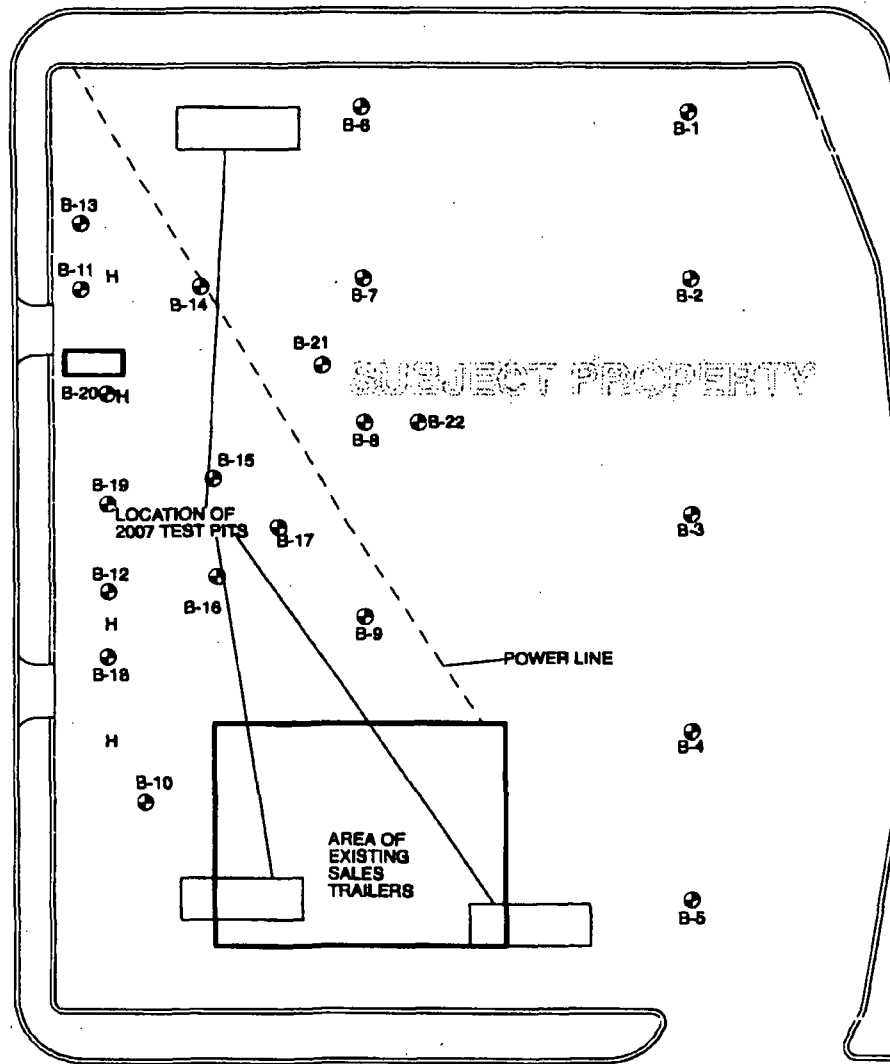 B-6
B-1
B-13
B-11
H
B-14
B-7
B-2
B-21
SUBJECT PROPERTY
B-20
H
B-8
B-22
B-15
B-19
LOCATION OF
2007 TEST PITS
B-17
B-3
B-12
B-16
H
B-9
B-18
POWER LINE
H
B-4
B-10
AREA OF
EXISTING
SALES
TRAILERS
B-5